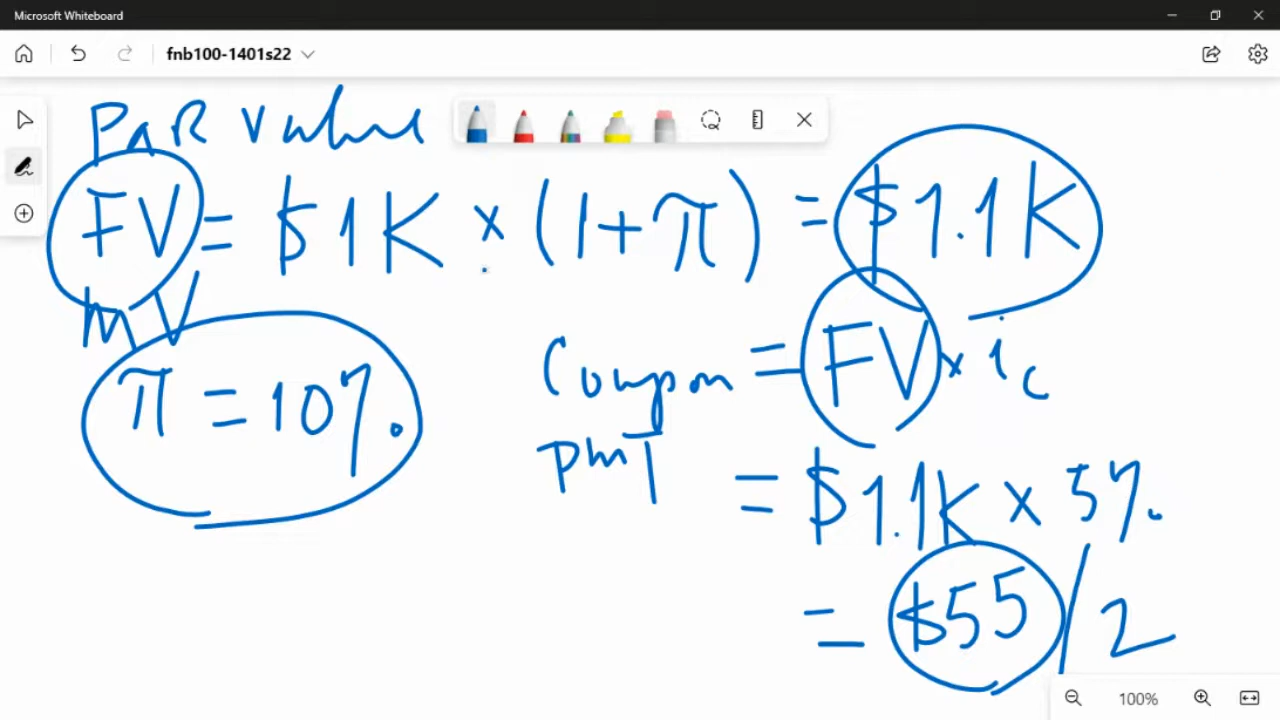 Microsoft Whiteboard
fnb100-1401s22
PAR Value
FV = $1K × (1+π) = $1.1K
MV
π = 10%.
Coupon = FV × ic
PMT
= $1.1K × 5%.
= $55/2
100%